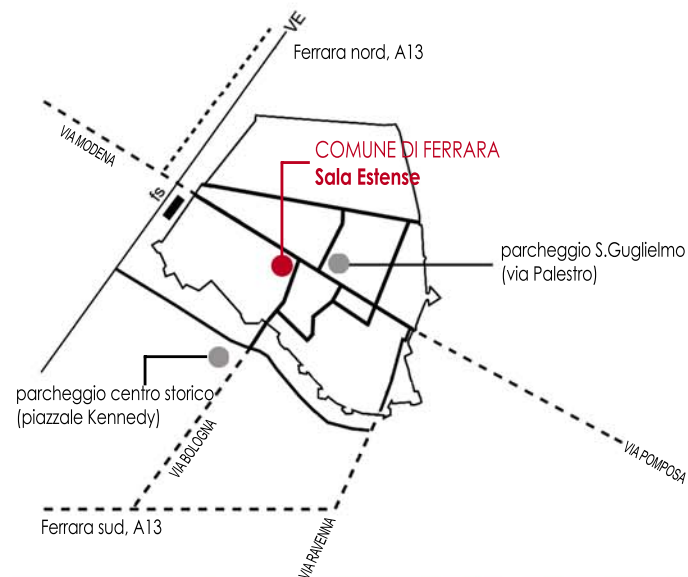 VE
Ferrara nord, A13
VIA MODENA
COMUNE DI FERRARA
Sala Estense
fs
parcheggio S.Guglielmo
(via Palestro)
parcheggio centro storico
(piazzale Kennedy)
VIA BOLOGNA
VIA POMPOSA
Ferrara sud, A13
VIA RAVENNA